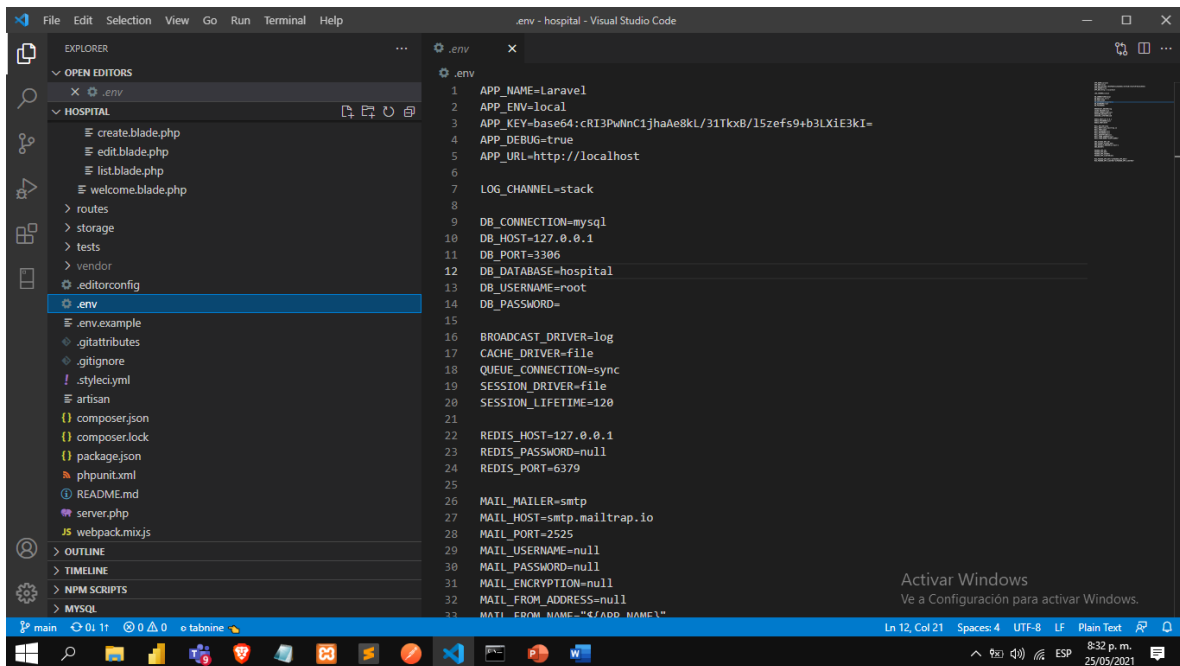 File Edit Selection View Go Run Terminal Help
.env - hospital - Visual Studio Code
EXPLORER
OPEN EDITORS
.env
HOSPITAL
create.blade.php
edit.blade.php
list.blade.php
welcome.blade.php
routes
storage
tests
vendor
.editorconfig
.env
.env.example
.gitattributes
.gitignore
.styleci.yml
artisan
composer.json
composer.lock
package.json
phpunit.xml
README.md
server.php
JS webpack.mix.js
OUTLINE
TIMELINE
NPM SCRIPTS
MYSQL
.env
.env
1 APP_NAME=Laravel
2 APP_ENV=local
3 APP_KEY=base64:cRI3PwNnC1jhaAe8kL/31TkxB/l5zefs9+b3LXiE3kI=
4 APP_DEBUG=true
5 APP_URL=http://localhost
6
7 LOG_CHANNEL=stack
8
9 DB_CONNECTION=mysql
10 DB_HOST=127.0.0.1
11 DB_PORT=3306
12 DB_DATABASE=hospital
13 DB_USERNAME=root
14 DB_PASSWORD=
15
16 BROADCAST_DRIVER=log
17 CACHE_DRIVER=file
18 QUEUE_CONNECTION=sync
19 SESSION_DRIVER=file
20 SESSION_LIFETIME=120
21
22 REDIS_HOST=127.0.0.1
23 REDIS_PASSWORD=null
24 REDIS_PORT=6379
25
26 MAIL_MAILER=smtp
27 MAIL_HOST=smtp.mailtrap.io
28 MAIL_PORT=2525
29 MAIL_USERNAME=null
30 MAIL_PASSWORD=null
31 MAIL_ENCRYPTION=null
32 MAIL_FROM_ADDRESS=null
33 MAIL_FROM_NAME="${APP_NAME}"
Activar Windows
Ve a Configuración para activar Windows.
main 0↓ 1↑ 0 0 tabnine
Ln 12, Col 21 Spaces: 4 UTF-8 LF Plain Text
ESP
8:32 p. m.
25/05/2021